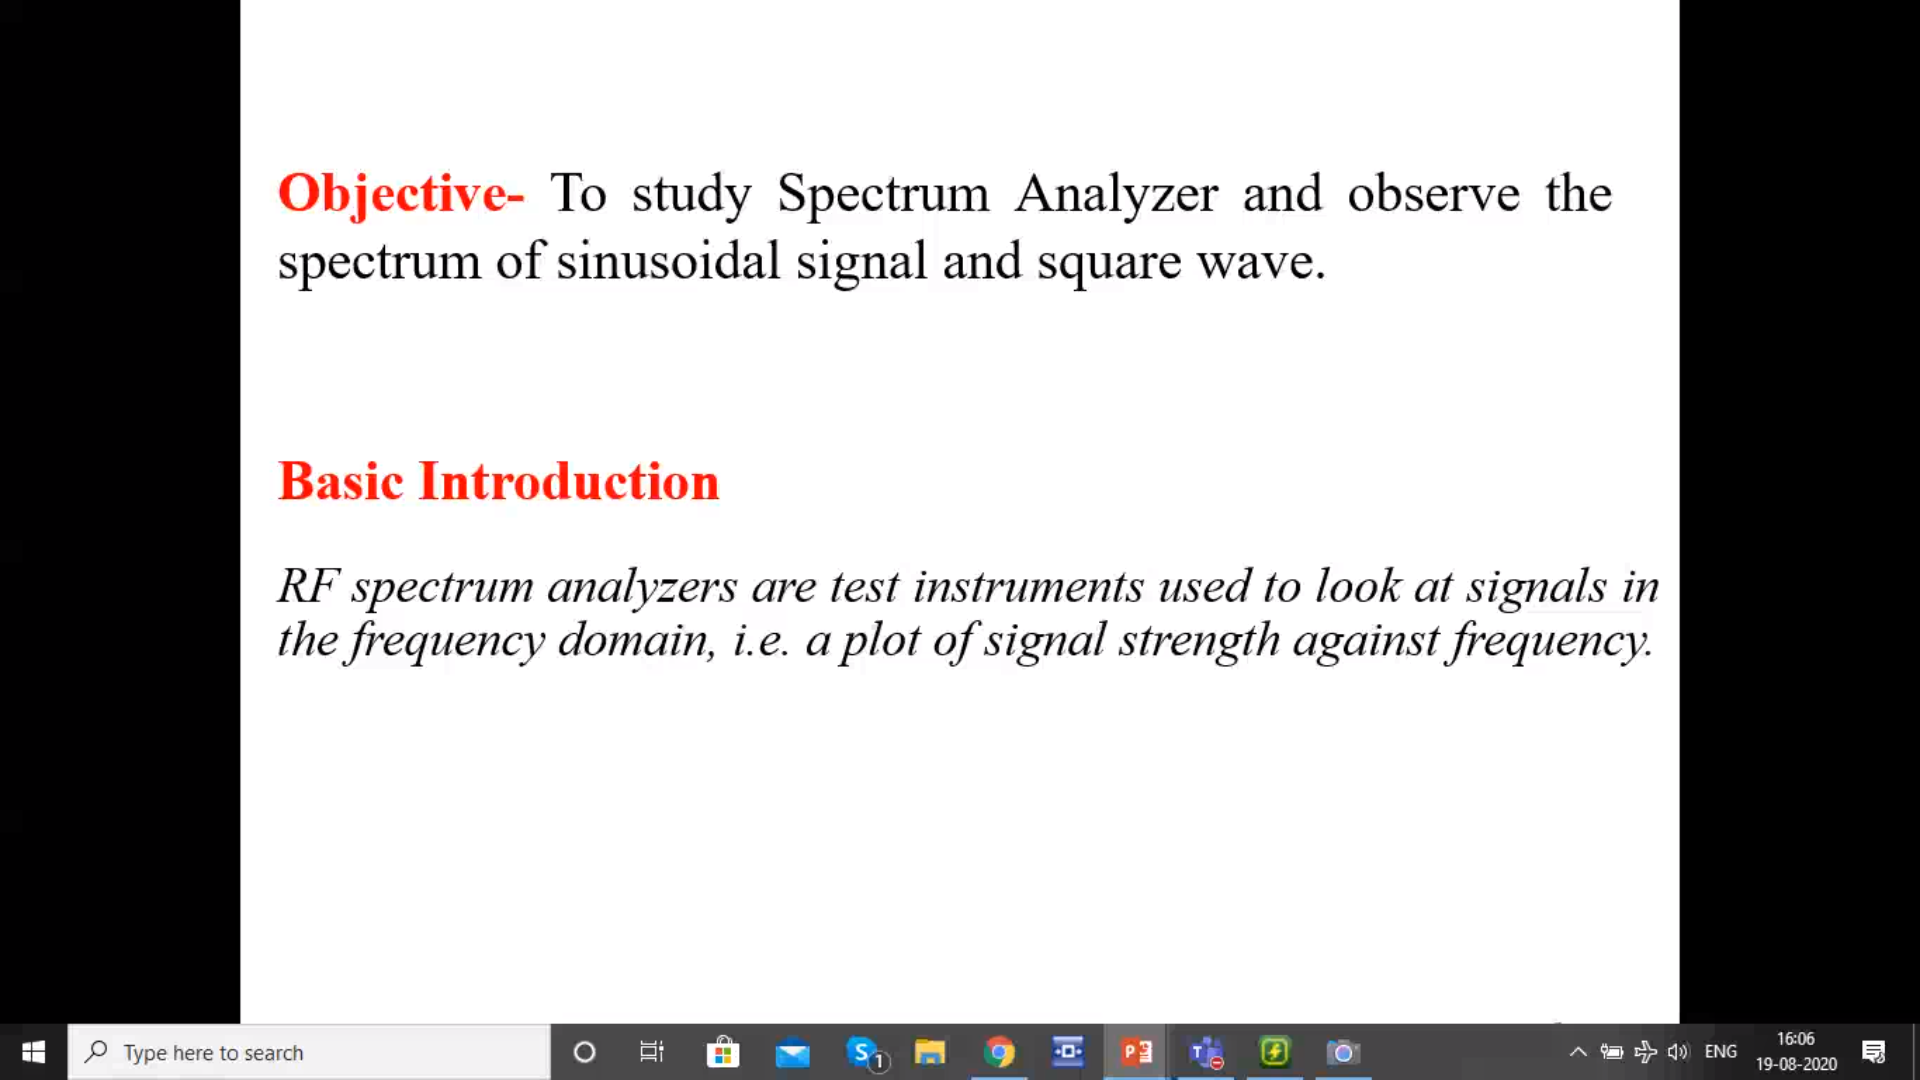 Objective- To study Spectrum Analyzer and observe the
spectrum of sinusoidal signal and square wave.
Basic Introduction
RF spectrum analyzers are test instruments used to look at signals in
the frequency domain, i.e. a plot of signal strength against frequency.
Type here to search
S
1
P
T
ENG
16:06
19-08-2020